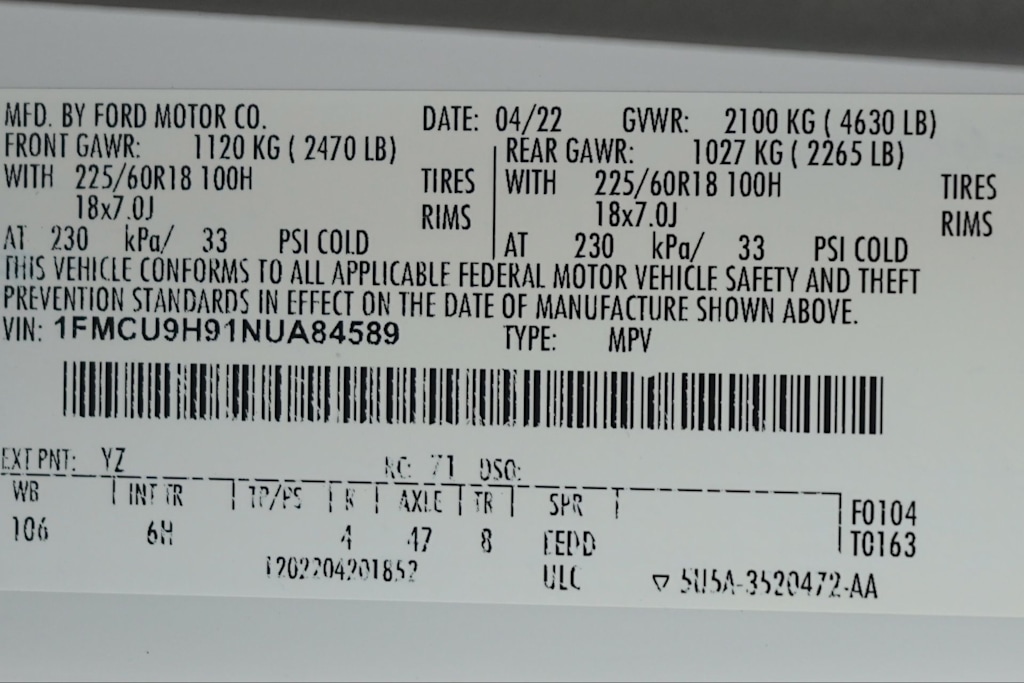 MFD. BY FORD MOTOR CO. DATE: 04/22 GVWR: 2100 KG ( 4630 LB)
FRONT GAWR: 1120 KG ( 2470 LB) REAR GAWR: 1027 KG ( 2265 LB)
WITH 225/60R18 100H TIRES WITH 225/60R18 100H TIRES
18x7.0J RIMS 18x7.0J RIMS
AT 230 kPa/ 33 PSI COLD AT 230 kPa/ 33 PSI COLD
THIS VEHICLE CONFORMS TO ALL APPLICABLE FEDERAL MOTOR VEHICLE SAFETY AND THEFT
PREVENTION STANDARDS IN EFFECT ON THE DATE OF MANUFACTURE SHOWN ABOVE.
VIN: 1FMCU9H91NUA84589 TYPE: MPV
EXT PNT: YZ RC: 71 DSO:
WB INT TR TP/PS R AXLE TR SPR F0104
106 6H 4 47 8 T0163
1202204201852 ULC ▽ 5U5A-3520472-AA